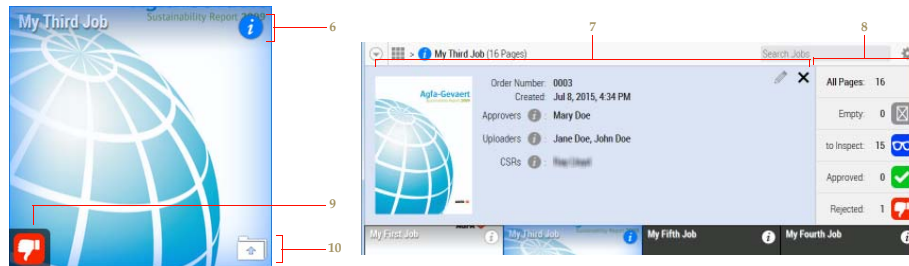 My Third Job
Sustainability Report 2009
6
9
10
7
8
> My Third Job (16 Pages)
Search Jobs
Agfa-Gevaert
Sustainability Report 2009
Order Number: 0003
Created: Jul 8, 2015, 4:34 PM
Approvers : Mary Doe
Uploaders : Jane Doe, John Doe
CSRs :
All Pages: 16
Empty: 0
to Inspect: 15
Approved: 0
Rejected: 1
My First Job
My Third Job
My Fifth Job
My Fourth Job